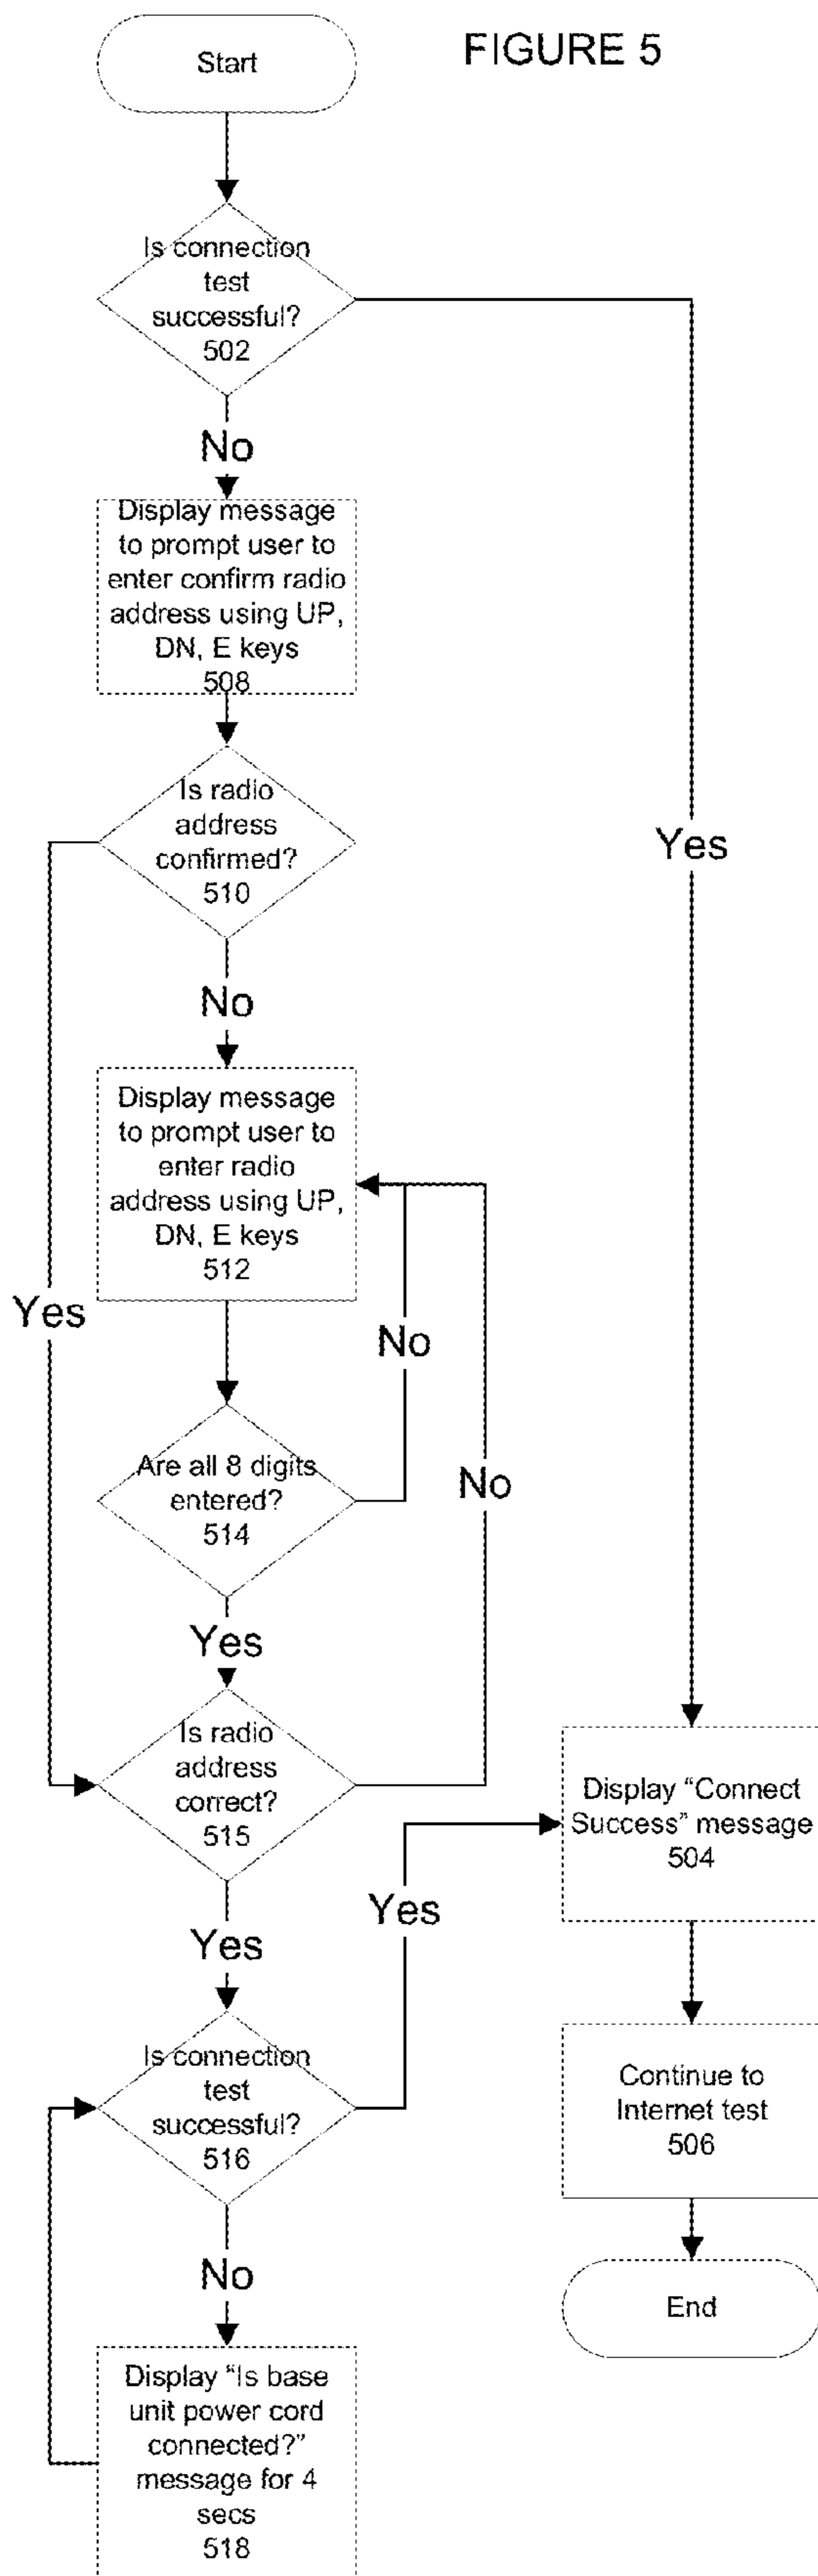 FIGURE 5
Start
Is connection
test
successful?
502
No
Display message
to prompt user to
enter confirm radio
address using UP,
DN, E keys
508
Is radio
address
confirmed?
510
Yes
No
Display message
to prompt user to
enter radio
address using UP,
DN, E keys
512
Yes
No
Are all 8 digits
entered?
514
No
Yes
Is radio
address
correct?
515
Display “Connect
Success” message
504
Yes
Yes
Is connection
test
successful?
516
Continue to
Internet test
506
No
End
Display “Is base
unit power cord
connected?”
message for 4
secs
518